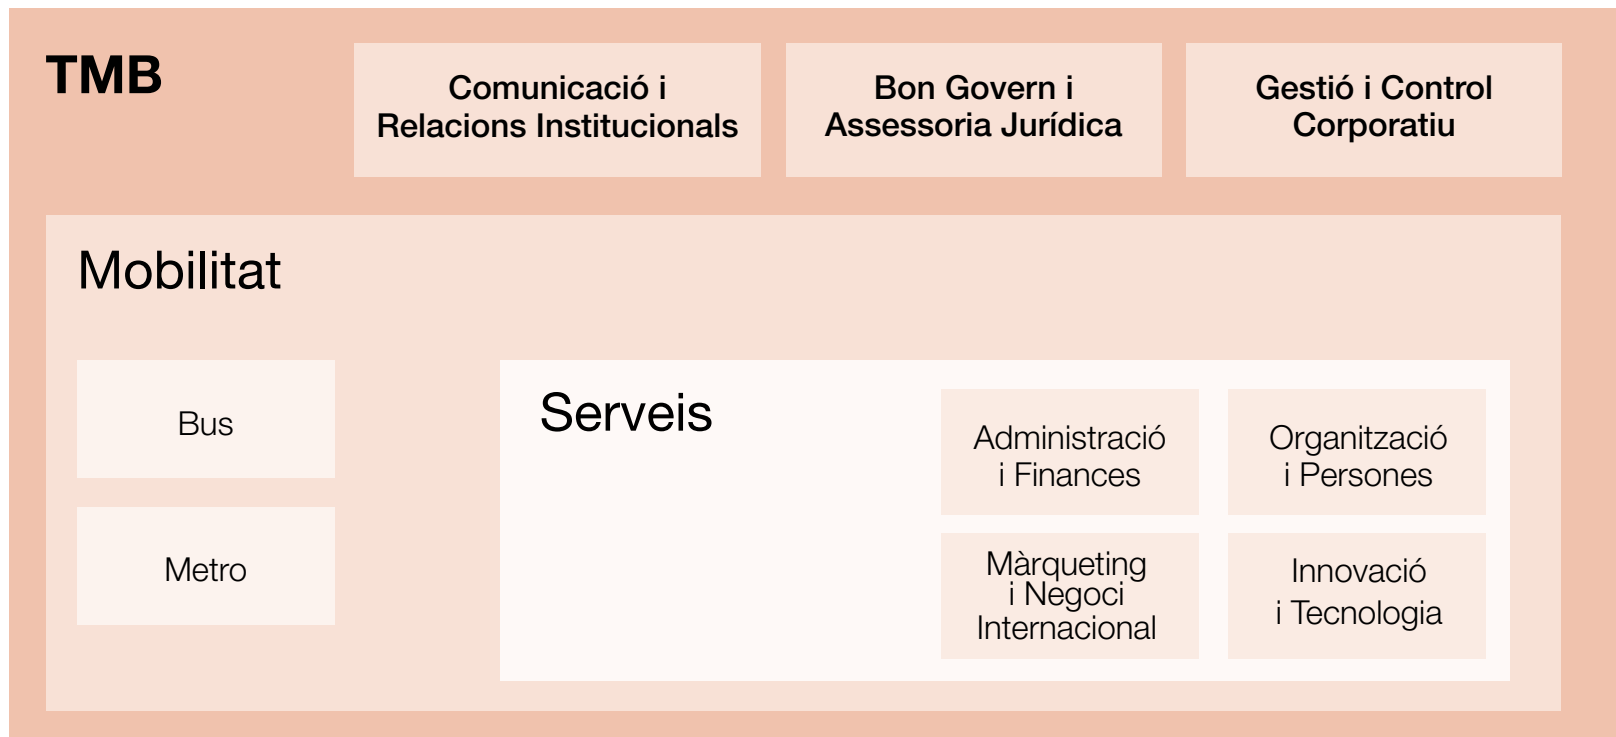 TMB
Comunicació i
Relacions Institucionals
Bon Govern i
Assessoria Jurídica
Gestió i Control
Corporatiu
Mobilitat
Bus
Metro
Serveis
Administració
i Finances
Organització
i Persones
Màrqueting
i Negoci
Internacional
Innovació
i Tecnologia